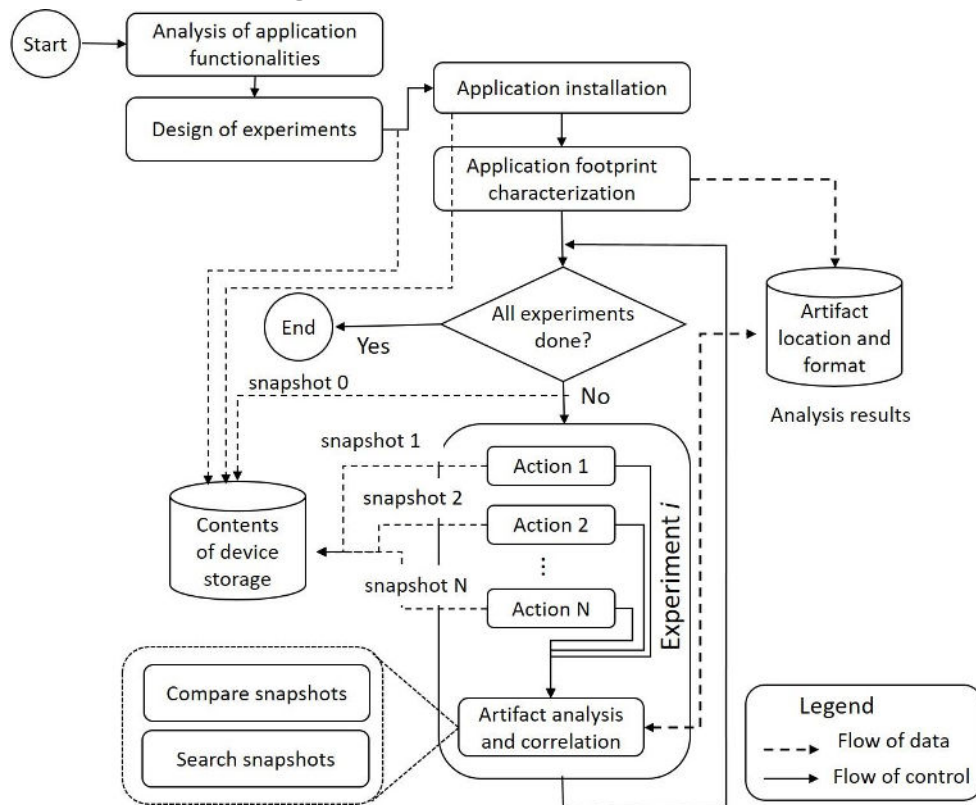 Start
Analysis of application
functionalities
Design of experiments
Application installation
Application footprint
characterization
All experiments
done?
End
Yes
No
Artifact
location and
format
Analysis results
snapshot 0
snapshot 1
snapshot 2
snapshot N
Contents
of device
storage
Action 1
Action 2
⋮
Action N
Experiment i
Artifact analysis
and correlation
Compare snapshots
Search snapshots
Legend
Flow of data
Flow of control